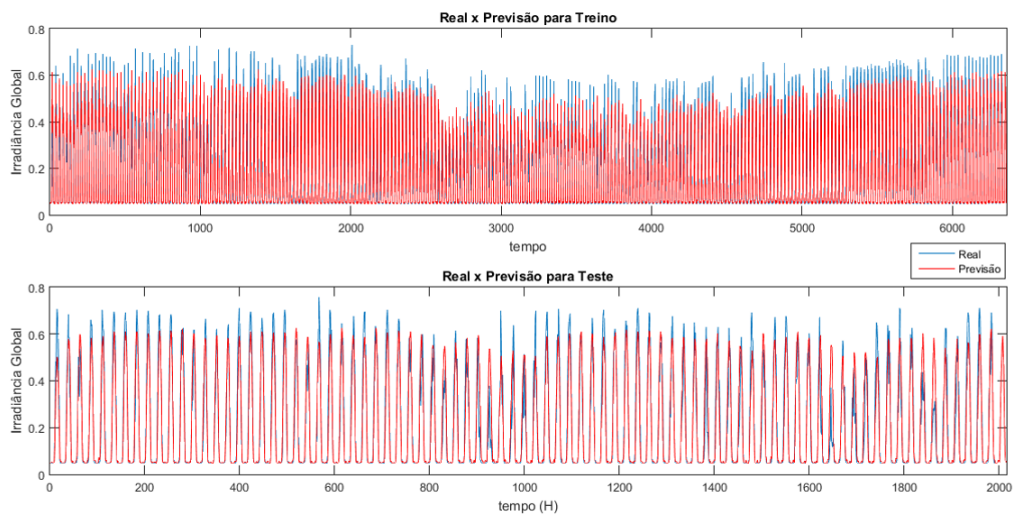 Real x Previsão para Treino
Irradiância Global
0.8
0.6
0.4
0.2
0
0 1000 2000 3000 4000 5000 6000
tempo
Real
Previsão
Real x Previsão para Teste
Irradiância Global
0.8
0.6
0.4
0.2
0
0 200 400 600 800 1000 1200 1400 1600 1800 2000
tempo (H)